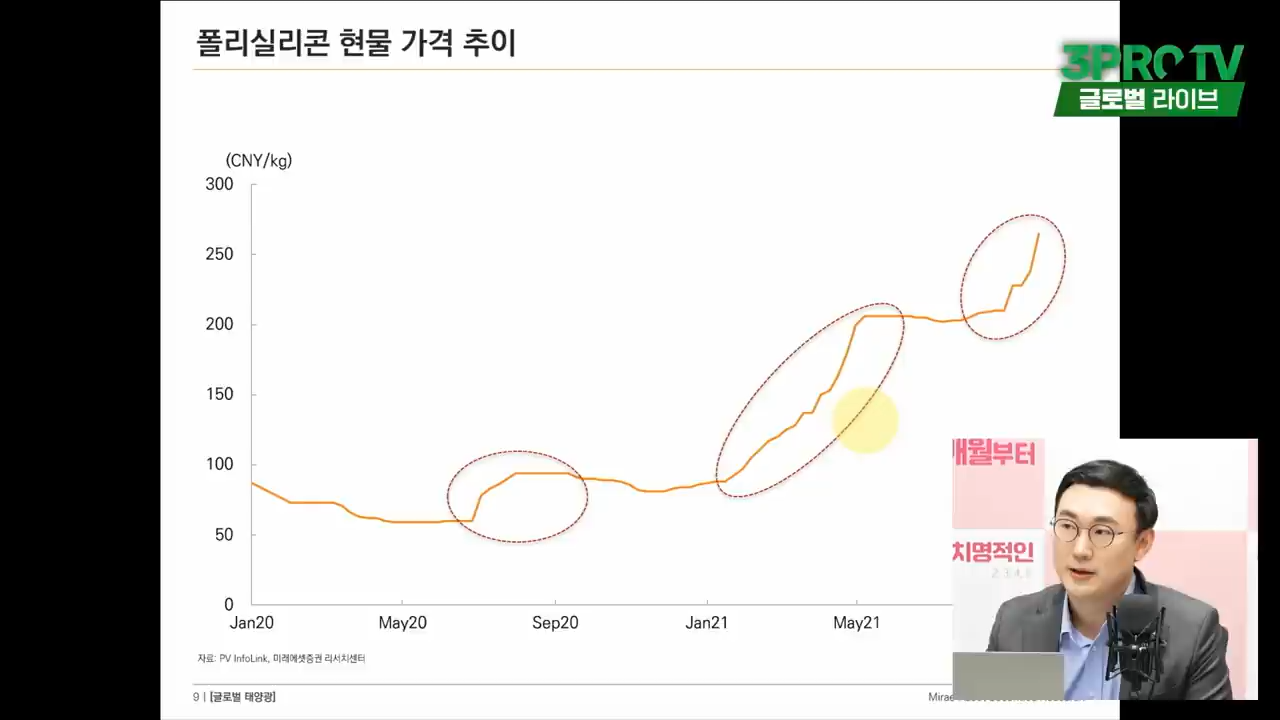 폴리실리콘 현물 가격 추이
3PRO TV
글로벌 라이브
(CNY/kg)
300
250
200
150
100
50
0
Jan20
May20
Sep20
Jan21
May21
개월부터
치명적인
자료: PV InfoLink, 미래에셋증권 리서치센터
9 | [글로벌 태양광]